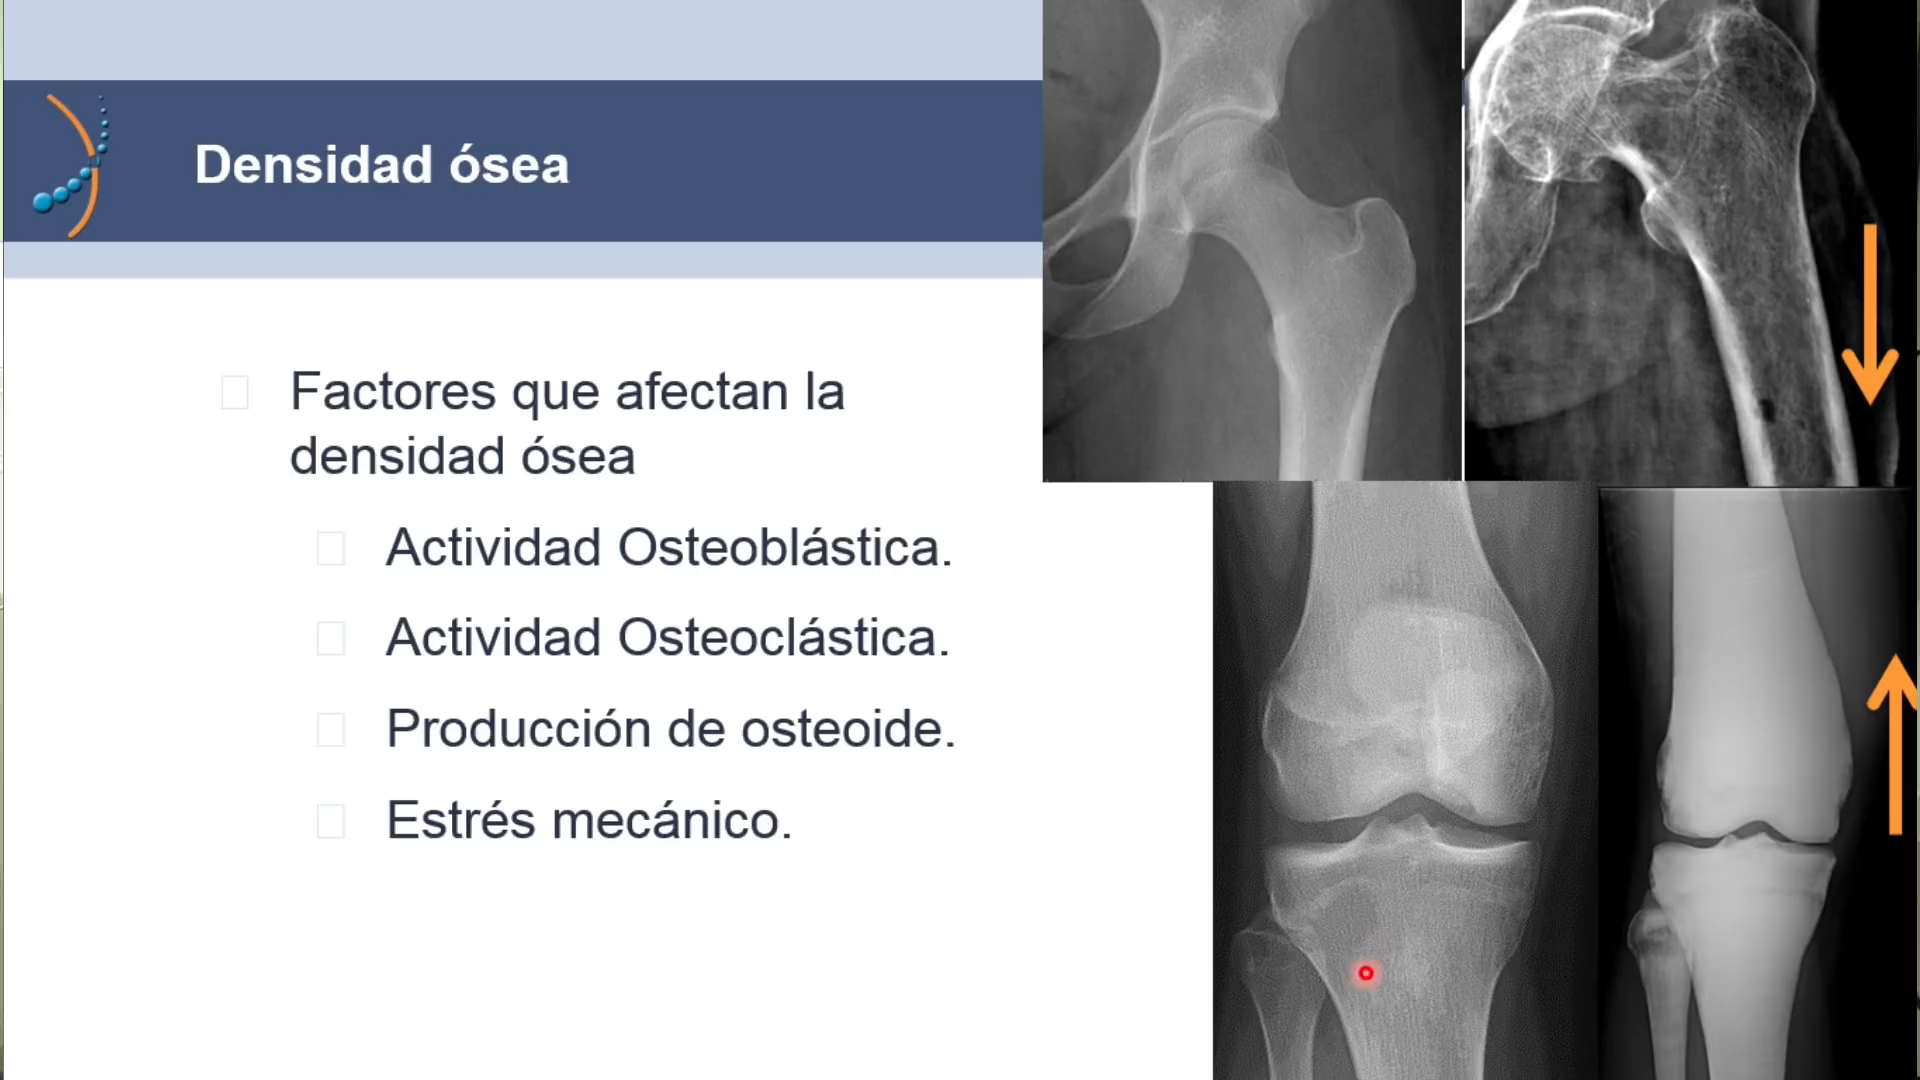 Densidad ósea
Factores que afectan la
densidad ósea
Actividad Osteoblástica.
Actividad Osteoclástica.
Producción de osteoide.
Estrés mecánico.